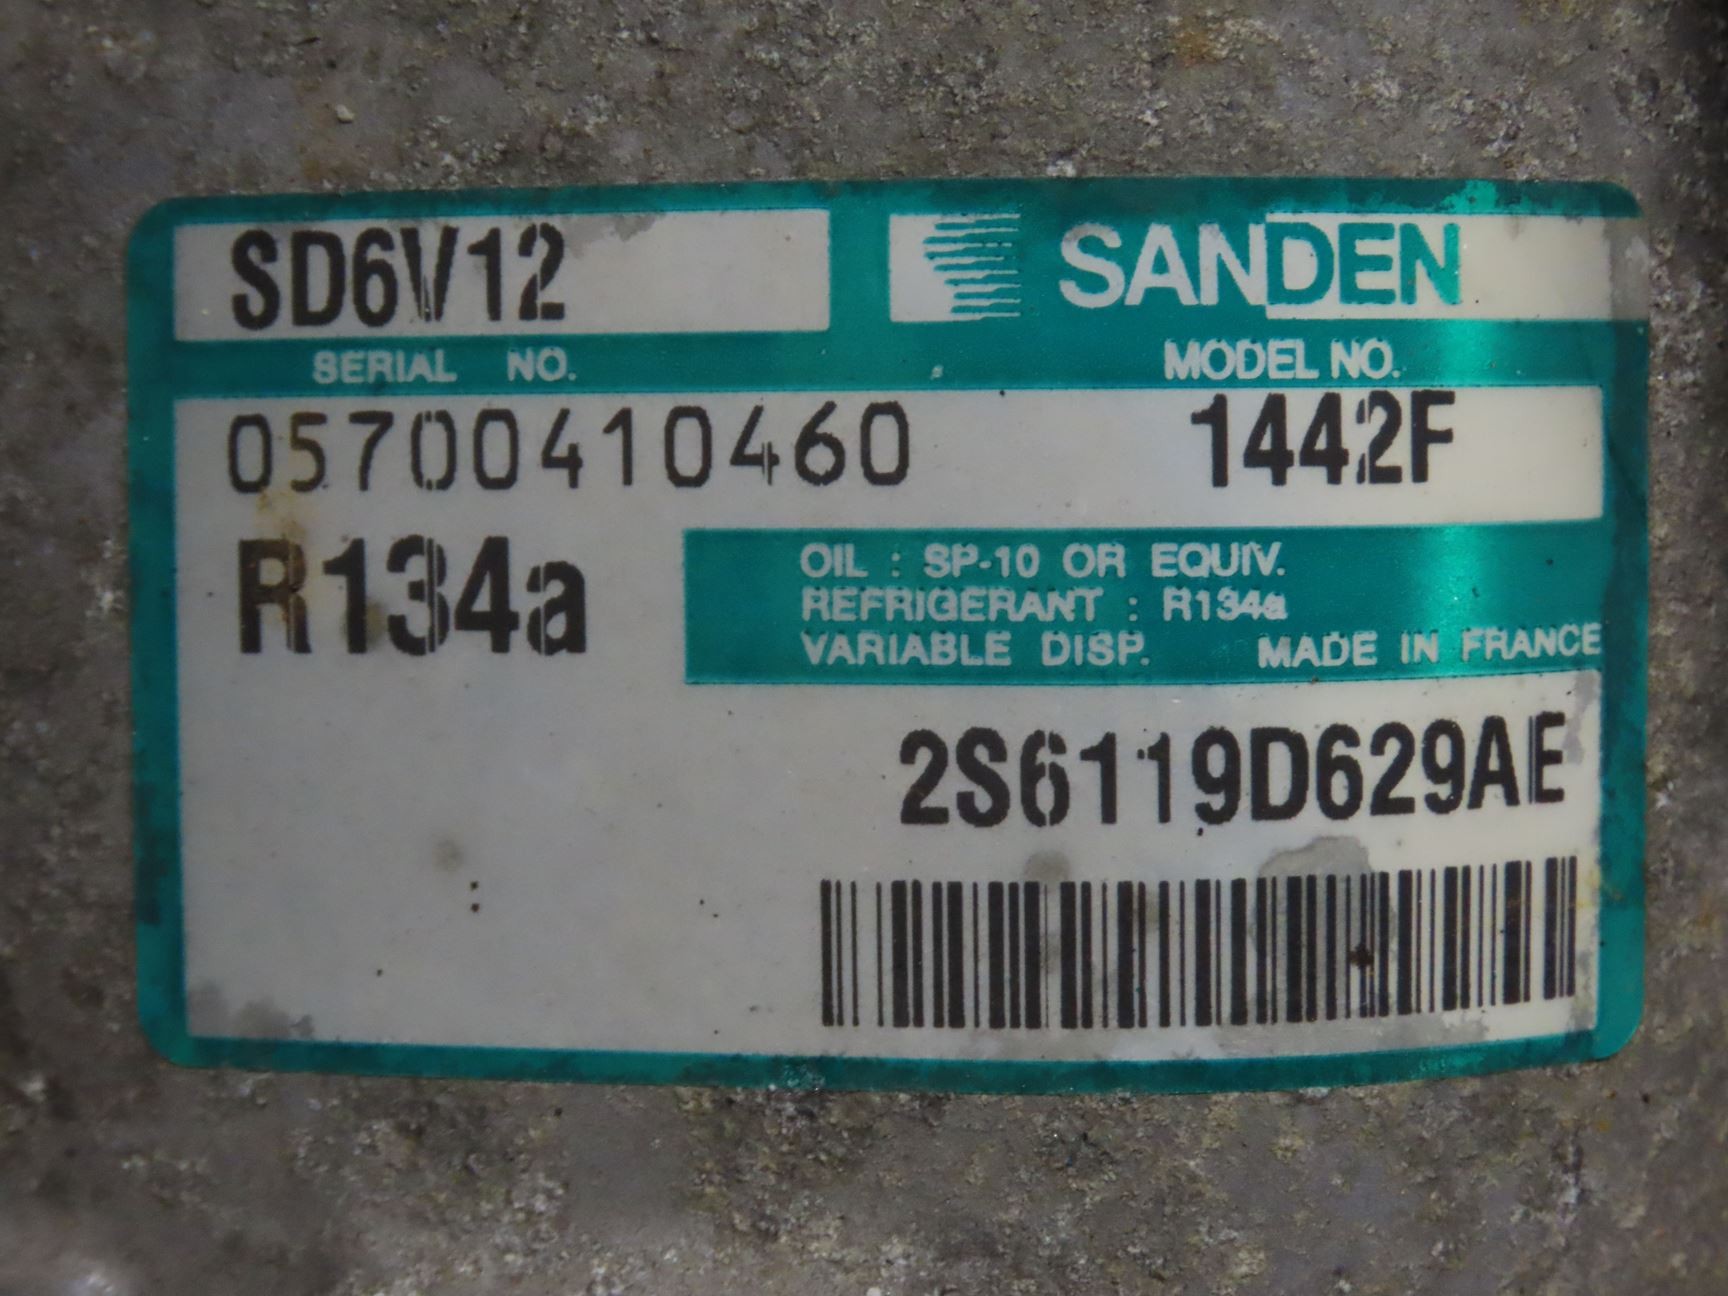 SD6V12 SANDEN
SERIAL NO. MODEL NO.
05700410460 1442F
R134a
OIL : SP-10 OR EQUIV.
REFRIGERANT : R134a
VARIABLE DISP. MADE IN FRANCE
2S6119D629AE